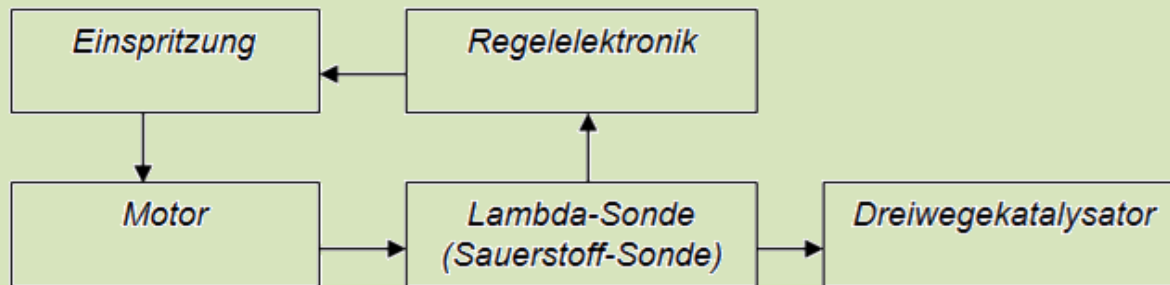 Einspritzung
Regelelektronik
Motor
Lambda-Sonde
(Sauerstoff-Sonde)
Dreiwegekatalysator